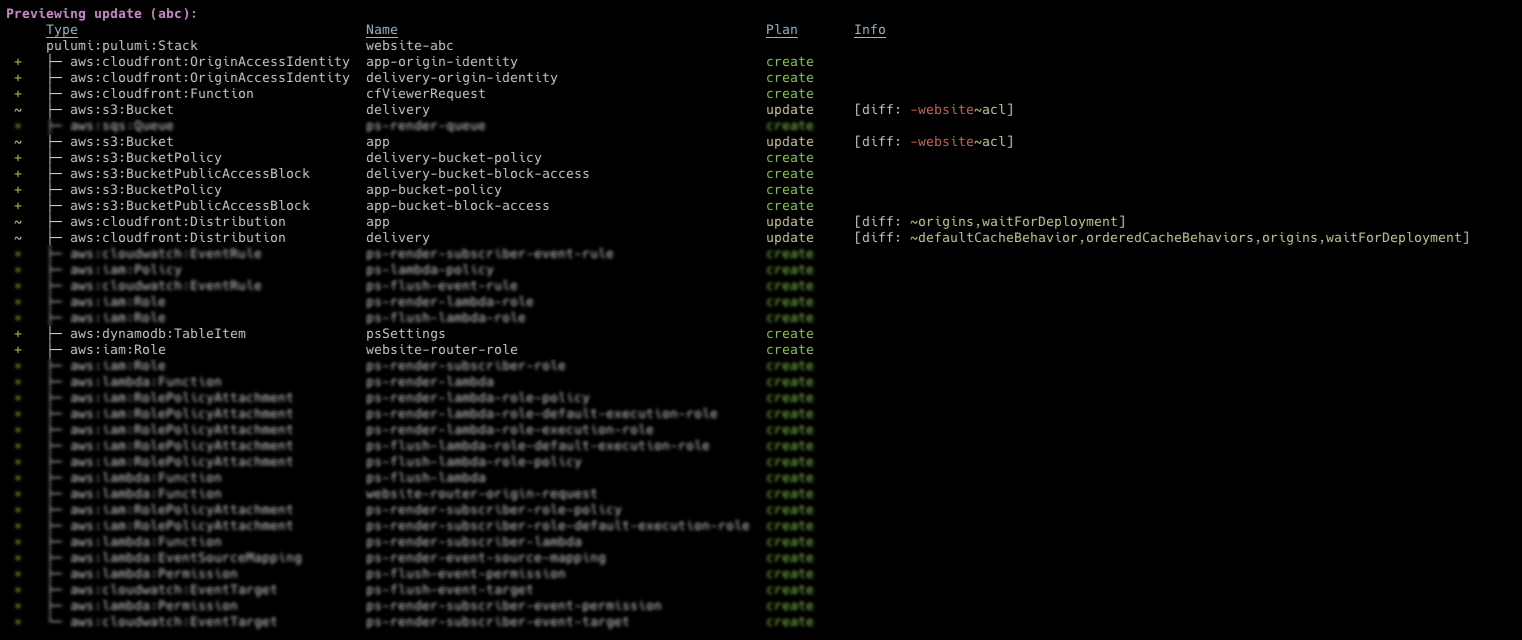 Previewing update (abc):
Type Name Plan Info
pulumi:pulumi:Stack website-abc
+ ├─ aws:cloudfront:OriginAccessIdentity app-origin-identity create
+ ├─ aws:cloudfront:OriginAccessIdentity delivery-origin-identity create
+ ├─ aws:cloudfront:Function cfViewerRequest create
~ ├─ aws:s3:Bucket delivery update [diff: -website~acl]
+ ├─ aws:sqs:Queue ps-render-queue create
~ ├─ aws:s3:Bucket app update [diff: -website~acl]
+ ├─ aws:s3:BucketPolicy delivery-bucket-policy create
+ ├─ aws:s3:BucketPublicAccessBlock delivery-bucket-block-access create
+ ├─ aws:s3:BucketPolicy app-bucket-policy create
+ ├─ aws:s3:BucketPublicAccessBlock app-bucket-block-access create
~ ├─ aws:cloudfront:Distribution app update [diff: ~origins,waitForDeployment]
~ ├─ aws:cloudfront:Distribution delivery update [diff: ~defaultCacheBehavior,orderedCacheBehaviors,origins,waitForDeployment]
+ ├─ aws:cloudwatch:EventRule ps-render-subscriber-event-rule create
+ ├─ aws:iam:Policy ps-lambda-policy create
+ ├─ aws:cloudwatch:EventRule ps-flush-event-rule create
+ ├─ aws:iam:Role ps-render-lambda-role create
+ ├─ aws:iam:Role ps-flush-lambda-role create
+ ├─ aws:dynamodb:TableItem psSettings create
+ ├─ aws:iam:Role website-router-role create
+ ├─ aws:iam:Role ps-render-subscriber-role create
+ ├─ aws:lambda:Function ps-render-lambda create
+ ├─ aws:iam:RolePolicyAttachment ps-render-lambda-role-policy create
+ ├─ aws:iam:RolePolicyAttachment ps-render-lambda-role-default-execution-role create
+ ├─ aws:iam:RolePolicyAttachment ps-render-lambda-role-execution-role create
+ ├─ aws:iam:RolePolicyAttachment ps-flush-lambda-role-default-execution-role create
+ ├─ aws:iam:RolePolicyAttachment ps-flush-lambda-role-policy create
+ ├─ aws:lambda:Function ps-flush-lambda create
+ ├─ aws:lambda:Function website-router-origin-request create
+ ├─ aws:iam:RolePolicyAttachment ps-render-subscriber-role-policy create
+ ├─ aws:iam:RolePolicyAttachment ps-render-subscriber-role-default-execution-role create
+ ├─ aws:lambda:Function ps-render-subscriber-lambda create
+ ├─ aws:lambda:EventSourceMapping ps-render-event-source-mapping create
+ ├─ aws:lambda:Permission ps-flush-event-permission create
+ ├─ aws:cloudwatch:EventTarget ps-flush-event-target create
+ ├─ aws:lambda:Permission ps-render-subscriber-event-permission create
+ └─ aws:cloudwatch:EventTarget ps-render-subscriber-event-target create